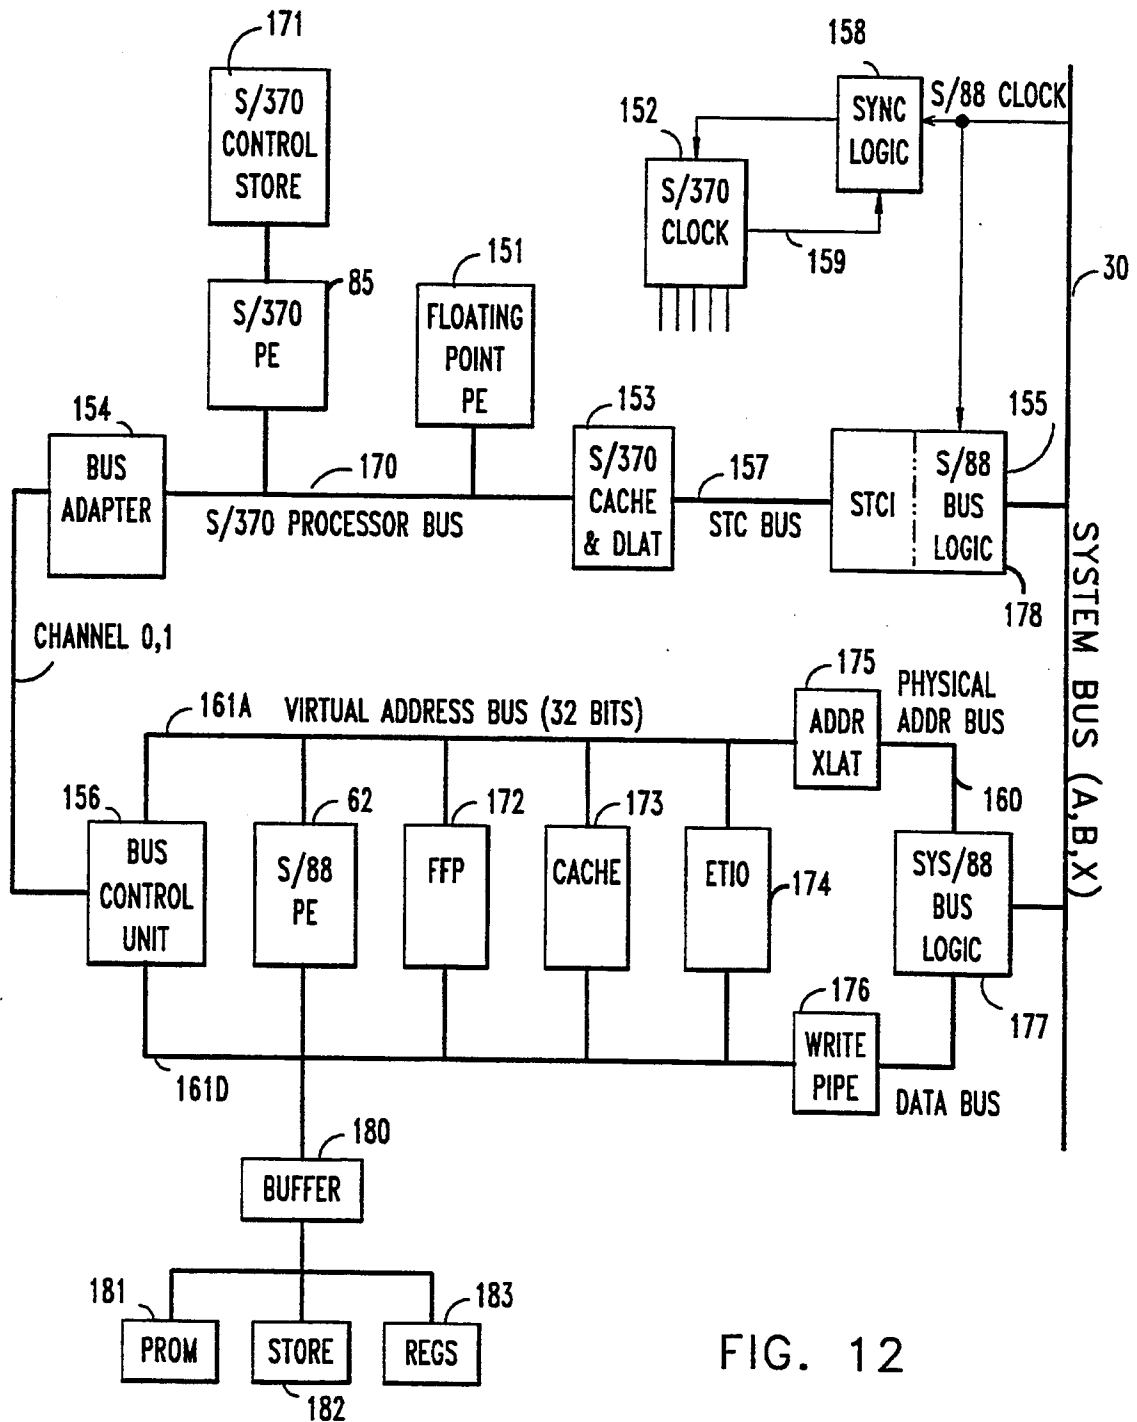 171
S/370
CONTROL
STORE
158
SYNC
LOGIC
S/88 CLOCK
152
S/370
CLOCK
159
30
85
S/370
PE
151
FLOATING
POINT
PE
154
BUS
ADAPTER
170
S/370 PROCESSOR BUS
153
S/370
CACHE
& DLAT
157
STC BUS
STCI
S/88
BUS
LOGIC
155
178
SYSTEM BUS (A,B,X)
CHANNEL 0,1
161A
VIRTUAL ADDRESS BUS (32 BITS)
175
ADDR
XLAT
PHYSICAL
ADDR BUS
160
156
BUS
CONTROL
UNIT
62
S/88
PE
172
FFP
173
CACHE
ETIO
174
SYS/88
BUS
LOGIC
177
176
WRITE
PIPE
DATA BUS
161D
180
BUFFER
181
PROM
STORE
182
183
REGS
FIG. 12